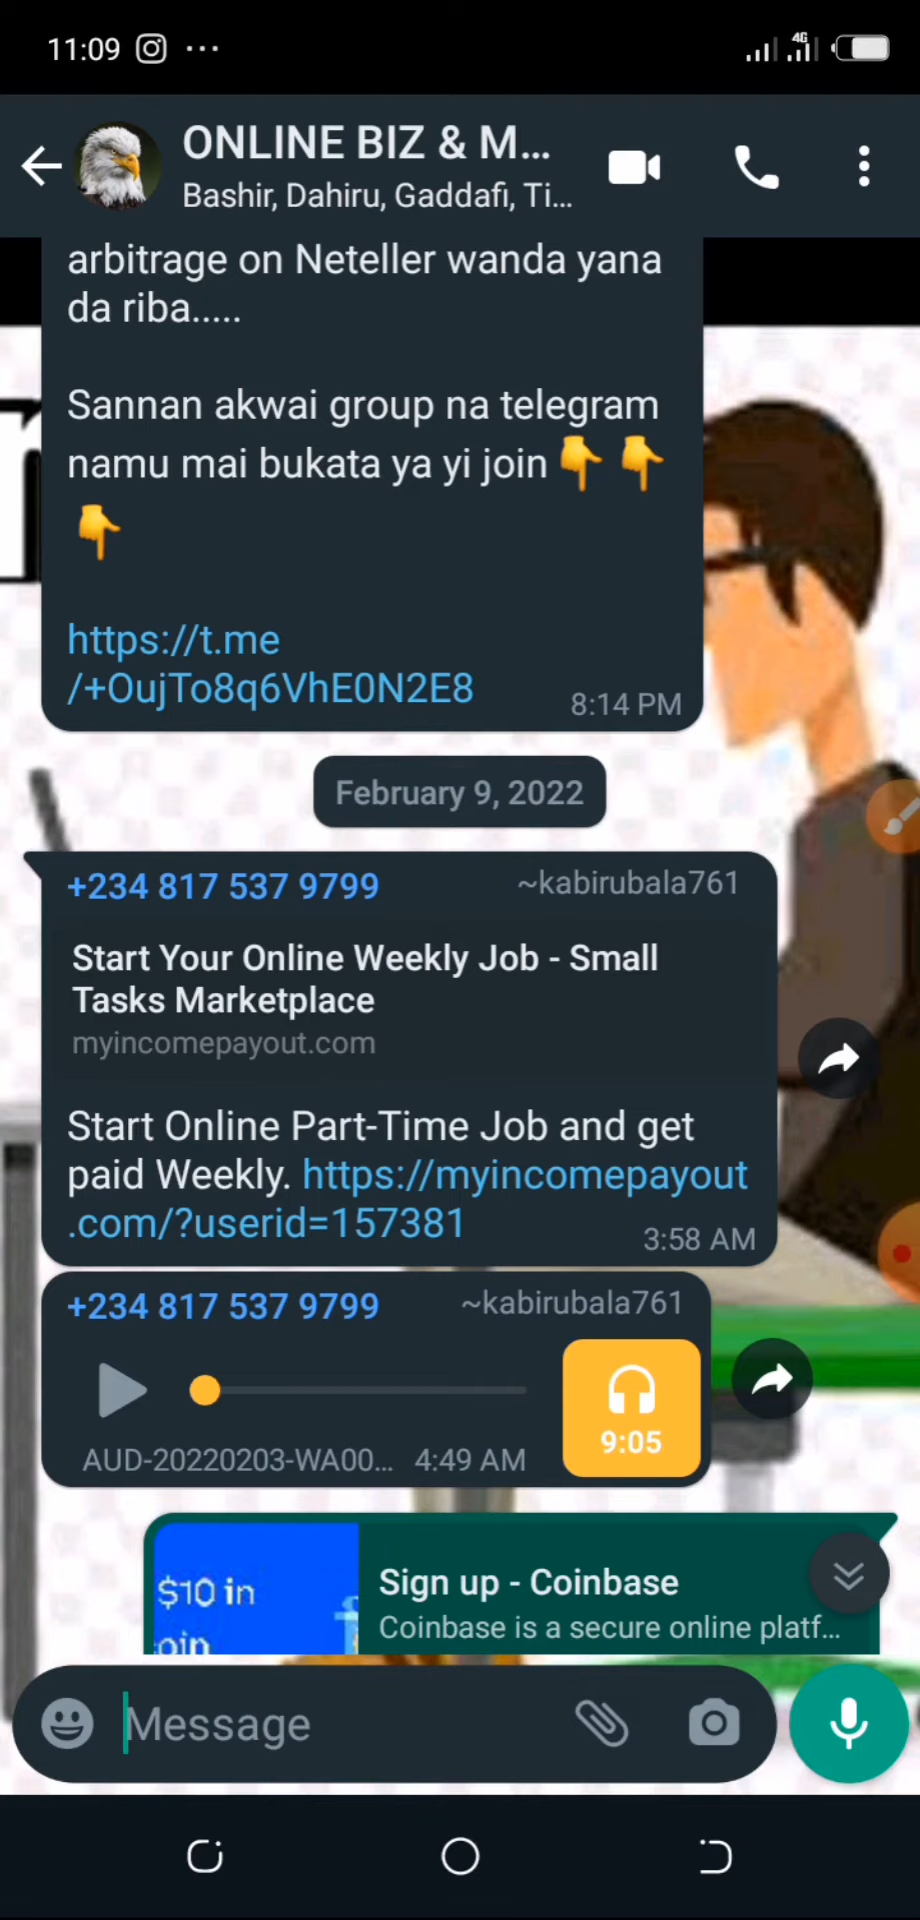 11:09
4G
ONLINE BIZ & M...
Bashir, Dahiru, Gaddafi, Ti...
arbitrage on Neteller wanda yana
da riba.....
Sannan akwai group na telegram
namu mai bukata ya yi join👇👇
👇
https://t.me
/+OujTo8q6VhE0N2E8
8:14 PM
February 9, 2022
+234 817 537 9799 ~kabirubala761
Start Your Online Weekly Job - Small
Tasks Marketplace
myincomepayout.com
Start Online Part-Time Job and get
paid Weekly. https://myincomepayout
.com/?userid=157381
3:58 AM
+234 817 537 9799 ~kabirubala761
9:05
AUD-20220203-WA00... 4:49 AM
$10 in
Sign up - Coinbase
Coinbase is a secure online platf...
Message